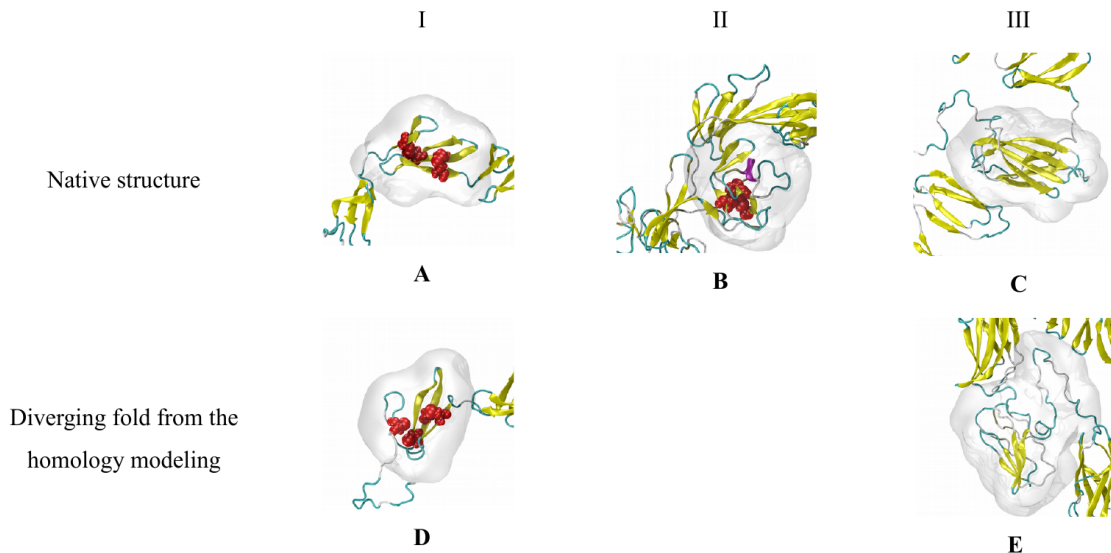 I II III
Native structure
A B C
Diverging fold from the
homology modeling
D E